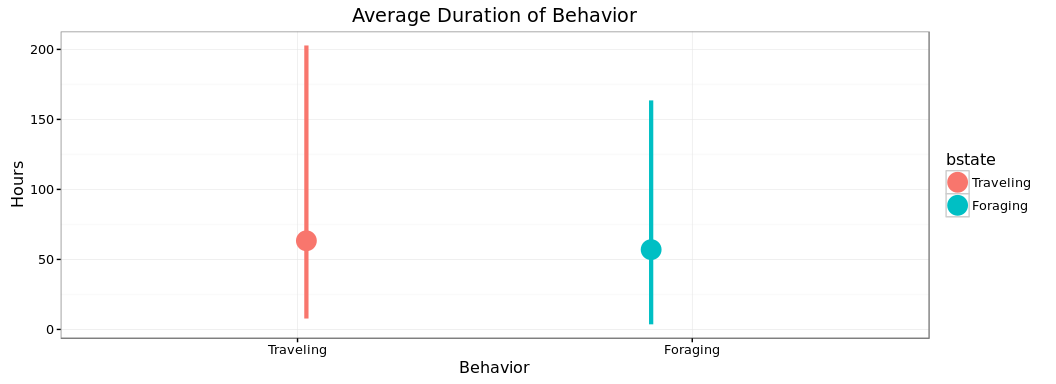 Average Duration of Behavior
200
150
100
50
0
Hours
Traveling
Foraging
Behavior
bstate
Traveling
Foraging